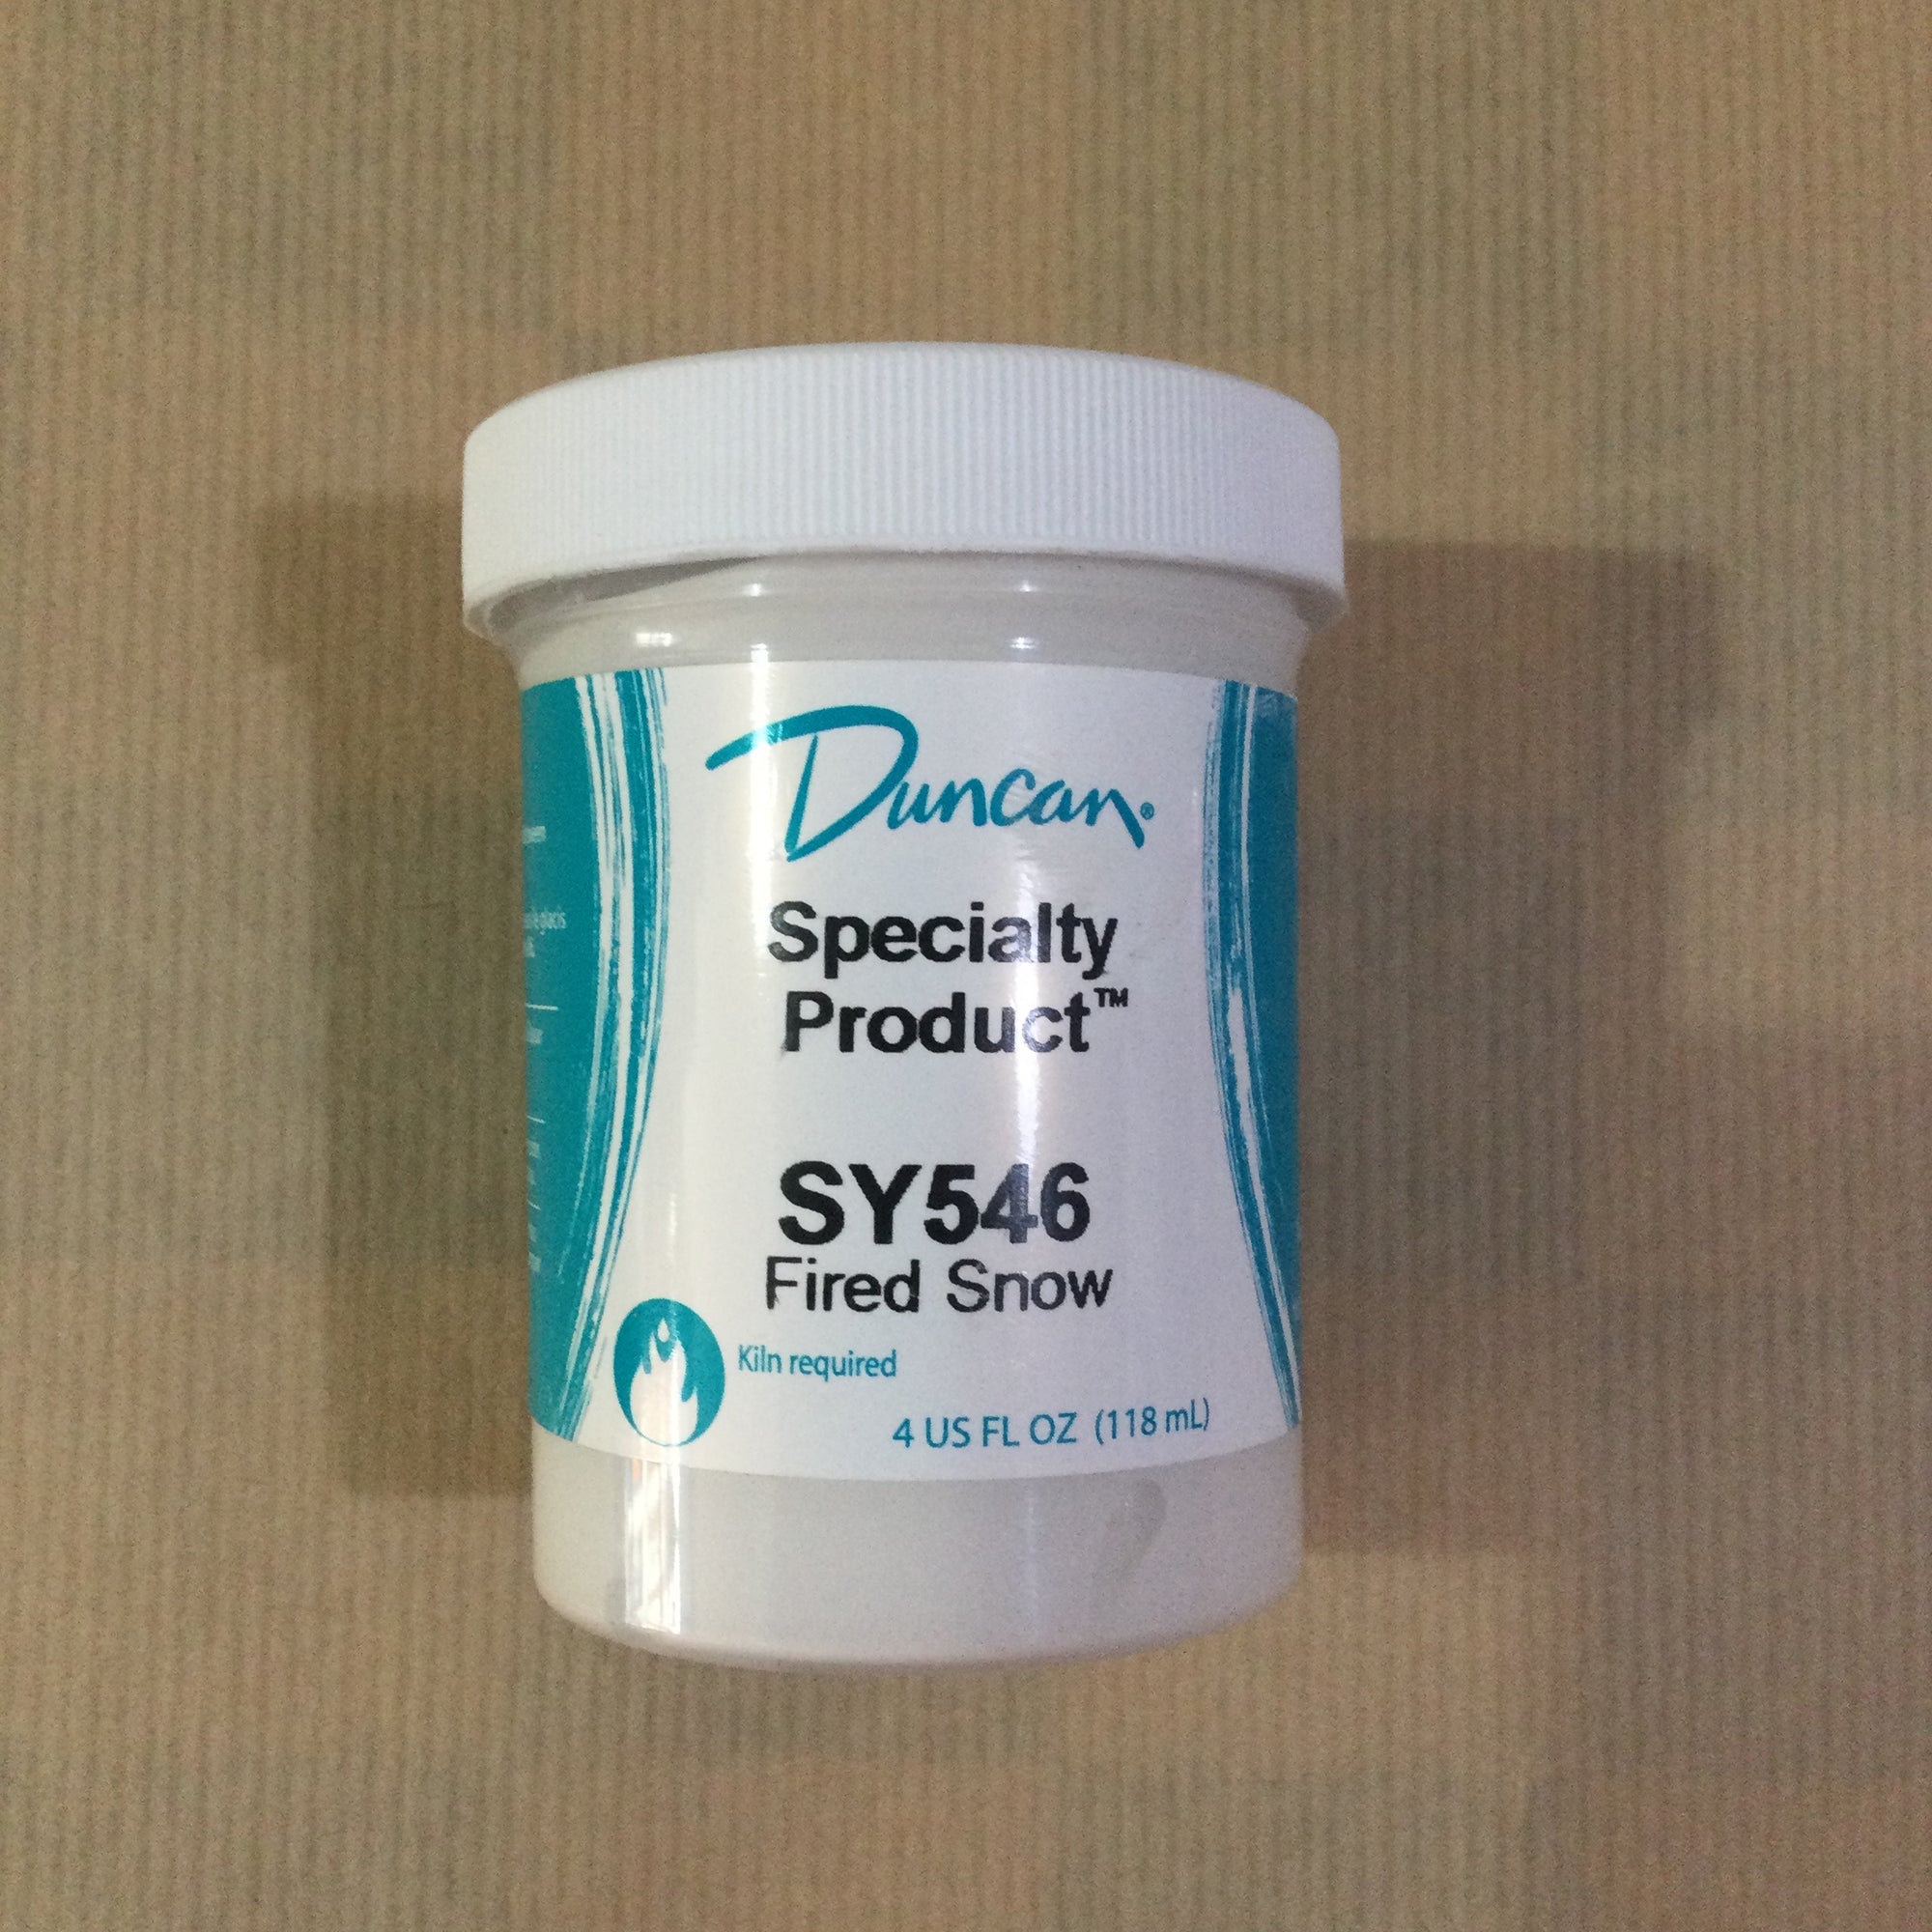 Duncan®
Specialty
Product™
SY546
Fired Snow
Kiln required
4 US FL OZ (118 mL)